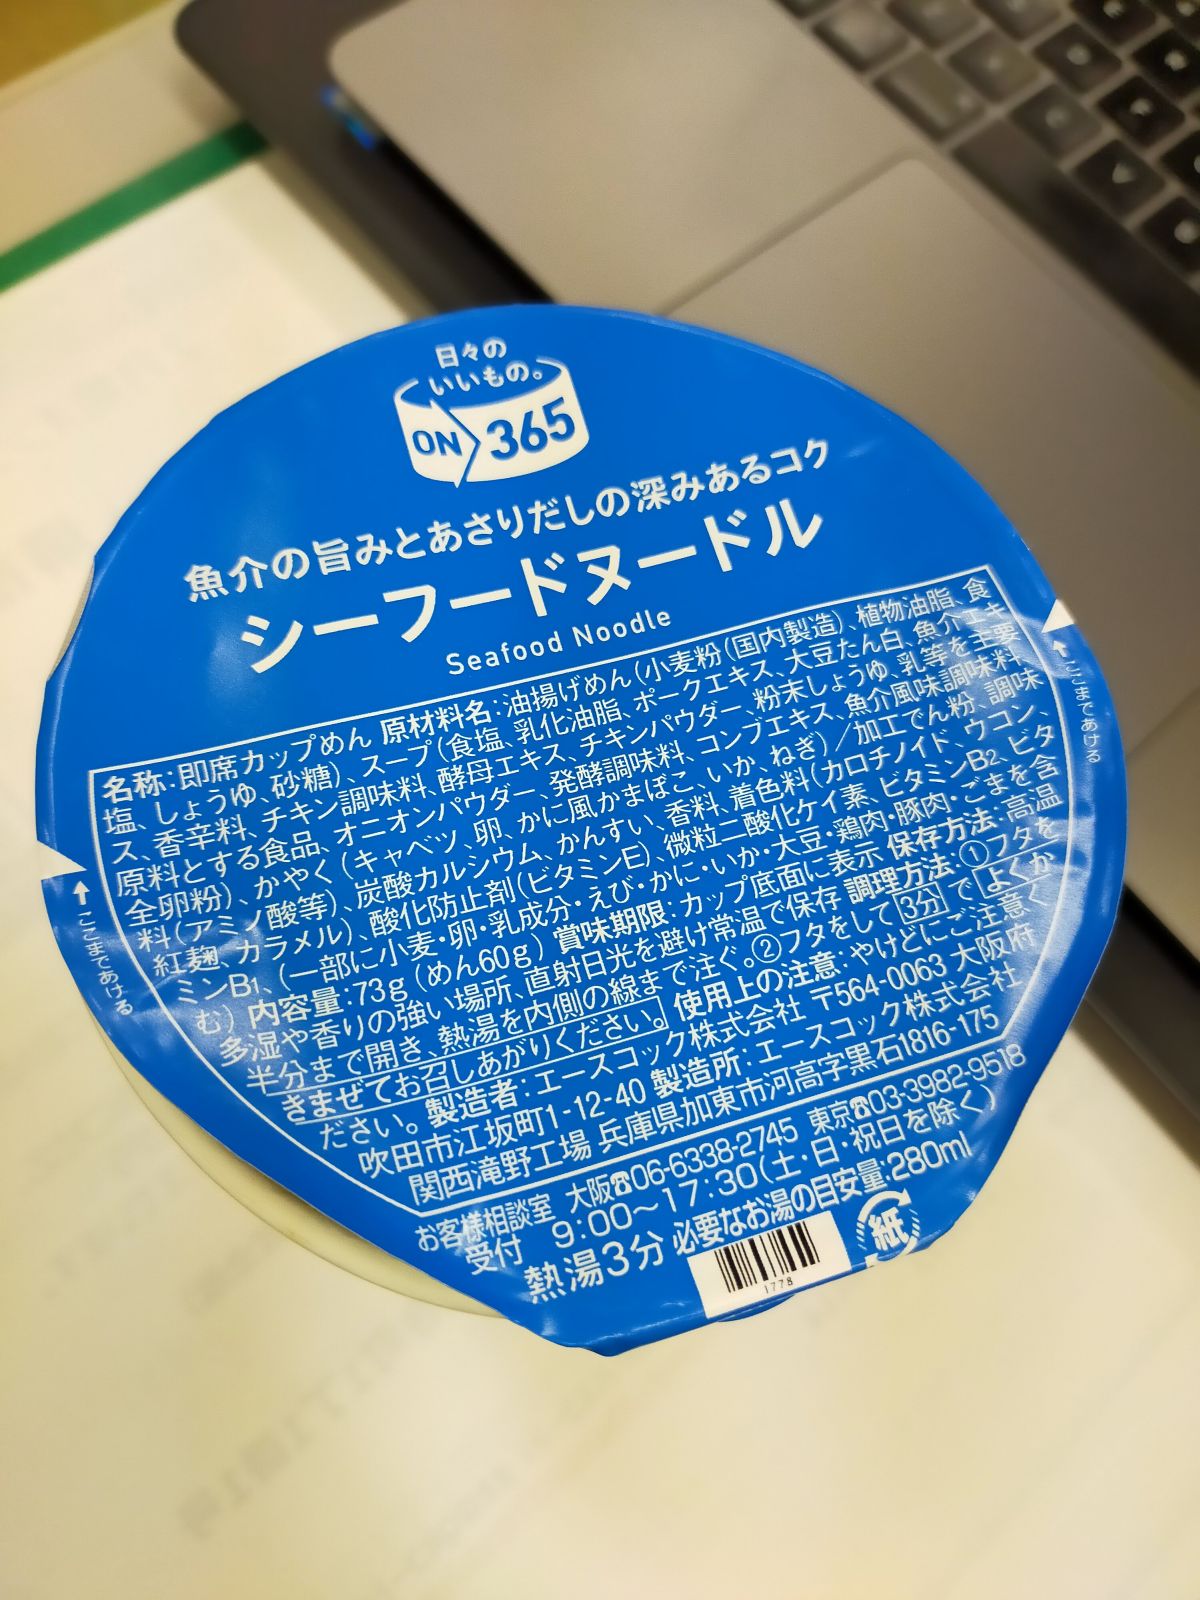 日々の
いいもの。
ON 365
魚介の旨みとあさりだしの深みあるコク
シーフードヌードル
Seafood Noodle
名称:即席カップめん 原材料名:油揚げめん(小麦粉(国内製造)、植物油脂、食
塩、しょうゆ、砂糖)、スープ(食塩、乳化油脂、ポークエキス、大豆たん白、魚介エキ
ス、香辛料、チキン調味料、酵母エキス、チキンパウダー、粉末しょうゆ、乳等を主要
原料とする食品、オニオンパウダー、発酵調味料、コンブエキス、魚介風味調味料、
全卵粉)、かやく(キャベツ、卵、かに風かまぼこ、いか、ねぎ)/加工でん粉、調味
料(アミノ酸等)、炭酸カルシウム、かんすい、香料、着色料(カロチノイド、ウコン、
紅麹、カラメル)、酸化防止剤(ビタミンE)、微粒二酸化ケイ素、ビタミンB2、ビタ
ミンB1、(一部に小麦・卵・乳成分・えび・かに・いか・大豆・鶏肉・豚肉・ごまを含
む) 内容量:73g(めん60g) 賞味期限:カップ底面に表示 保存方法:高温
多湿や香りの強い場所、直射日光を避け常温で保存 調理方法:①フタを
半分まで開き、熱湯を内側の線まで注ぐ。②フタをして3分でよくか
きまぜてお召しあがりください。 使用上の注意:やけどにご注意く
ださい。 製造者:エースコック株式会社 〒564-0063 大阪府
吹田市江坂町1-12-40 製造所:エースコック株式会社
関西滝野工場 兵庫県加東市河高字黒石1816-175
お客様相談室 大阪☎06-6338-2745 東京☎03-3982-9518
受付 9:00〜17:30(土・日・祝日を除く)
熱湯3分 必要なお湯の目安量:280ml
1778
紙
ここまであける
ここまであける